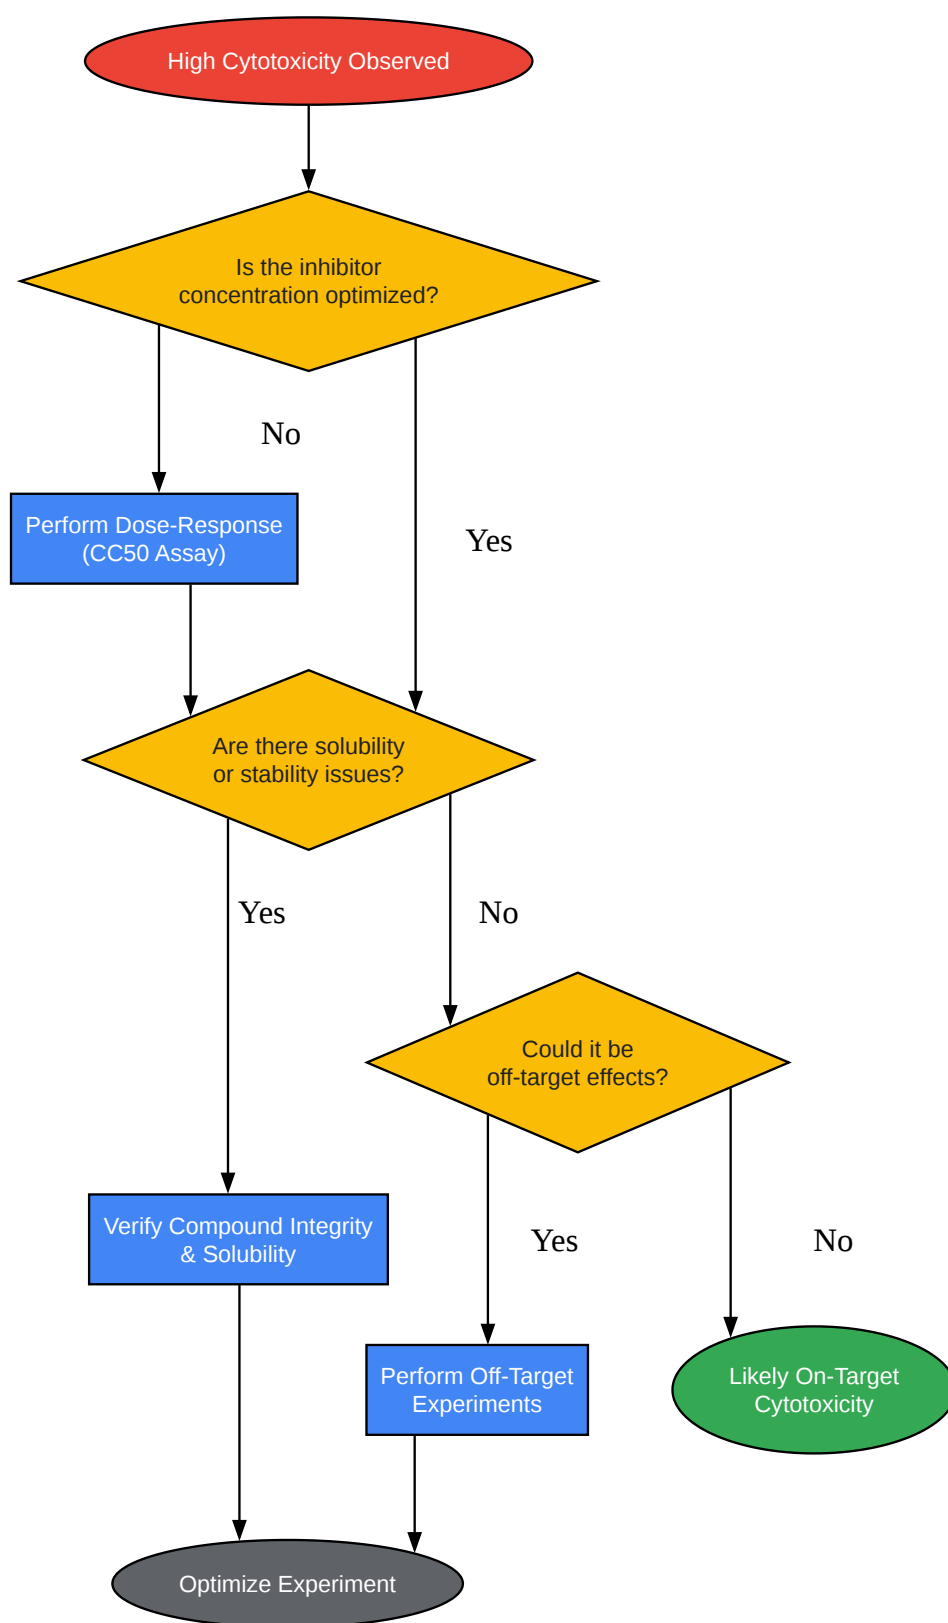 High Cytotoxicity Observed
Is the inhibitor
concentration optimized?
No
Perform Dose-Response
(CC50 Assay)
Yes
Are there solubility
or stability issues?
Yes
No
Could it be
off-target effects?
Verify Compound Integrity
& Solubility
Yes
No
Perform Off-Target
Experiments
Likely On-Target
Cytotoxicity
Optimize Experiment